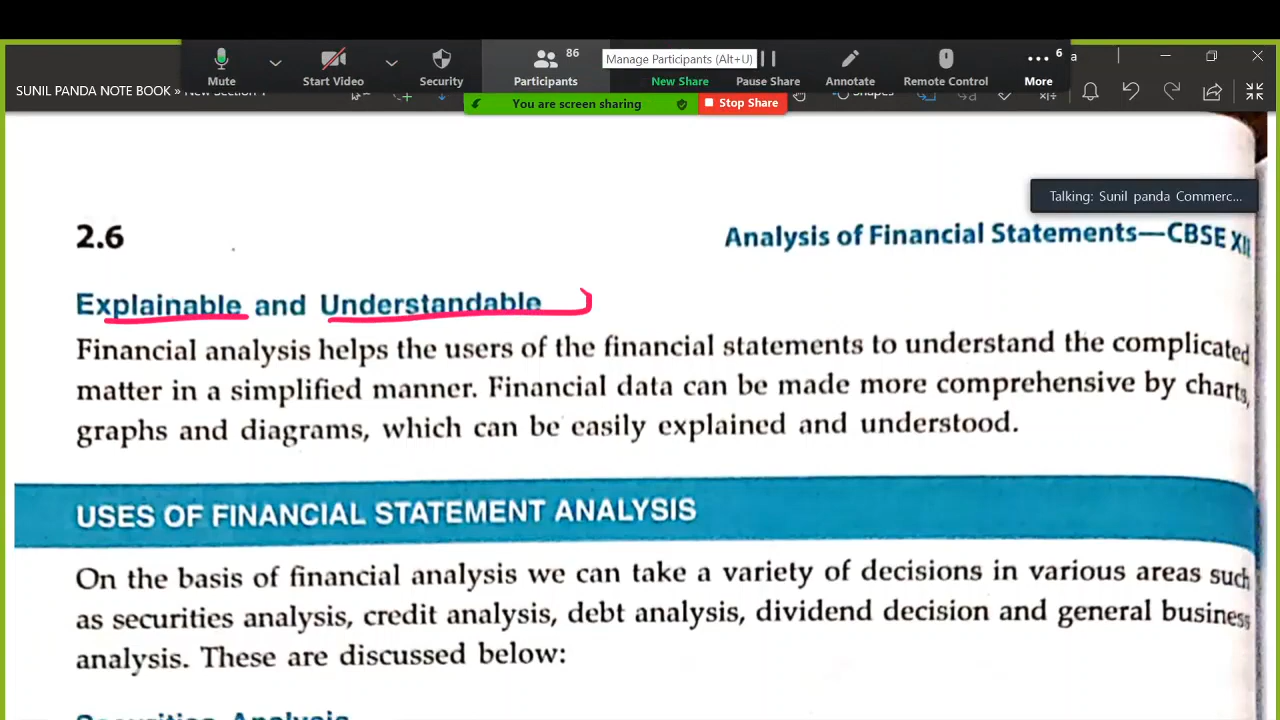 86
Manage Participants (Alt+U)
6
Mute
Start Video
Security
Participants
New Share
Pause Share
Annotate
Remote Control
More
SUNIL PANDA NOTE BOOK »
You are screen sharing
Stop Share
Talking: Sunil panda Commerc...
2.6
Analysis of Financial Statements—CBSE XII
Explainable and Understandable
Financial analysis helps the users of the financial statements to understand the complicated
matter in a simplified manner. Financial data can be made more comprehensive by charts,
graphs and diagrams, which can be easily explained and understood.
USES OF FINANCIAL STATEMENT ANALYSIS
On the basis of financial analysis we can take a variety of decisions in various areas such
as securities analysis, credit analysis, debt analysis, dividend decision and general business
analysis. These are discussed below:
Securities Analysis